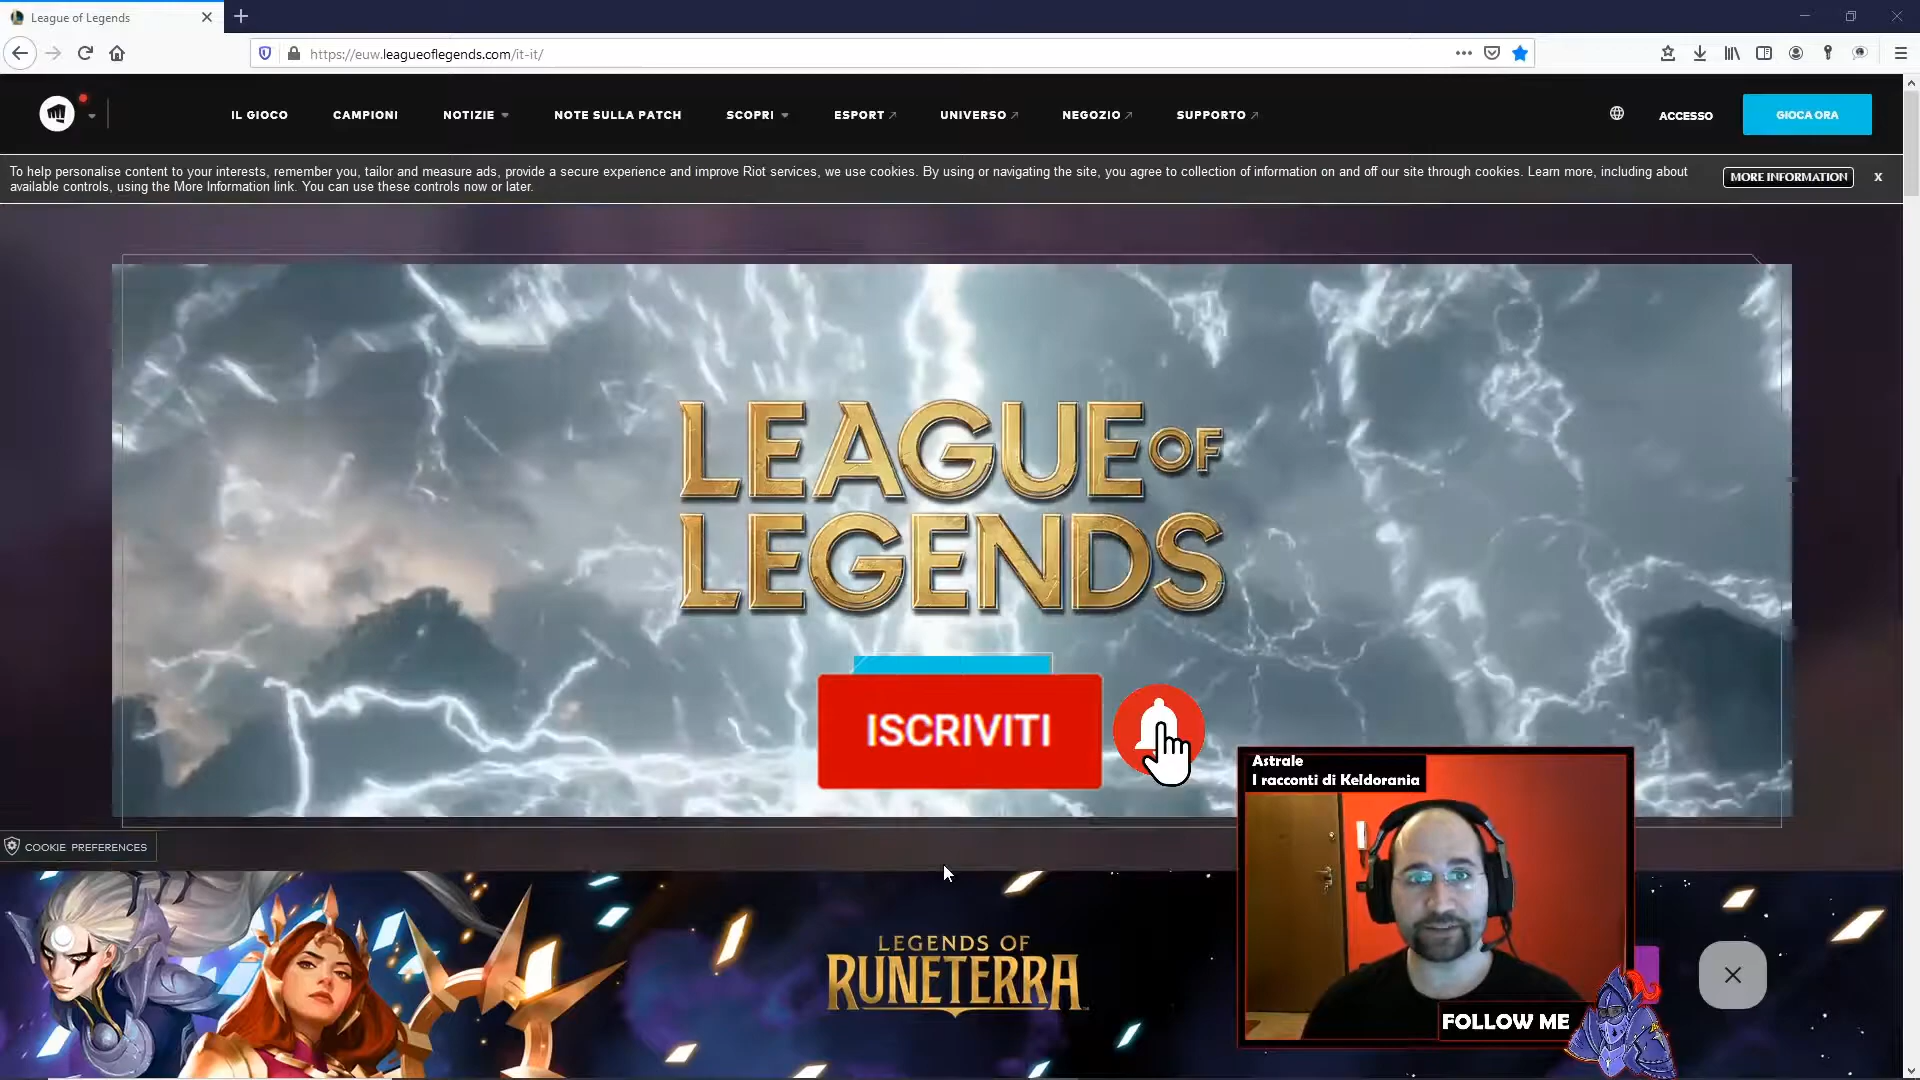 League of Legends
https://euw.leagueoflegends.com/it-it/
IL GIOCO
CAMPIONI
NOTIZIE
NOTE SULLA PATCH
SCOPRI
ESPORT
UNIVERSO
NEGOZIO
SUPPORTO
ACCESSO
GIOCA ORA
To help personalise content to your interests, remember you, tailor and measure ads, provide a secure experience and improve Riot services, we use cookies. By using or navigating the site, you agree to collection of information on and off our site through cookies. Learn more, including about
available controls, using the More Information link. You can use these controls now or later.
MORE INFORMATION
X
LEAGUE OF
LEGENDS
ISCRIVITI
Astrale
I racconti di Keldorania
COOKIE PREFERENCES
LEGENDS OF
RUNETERRA
FOLLOW ME